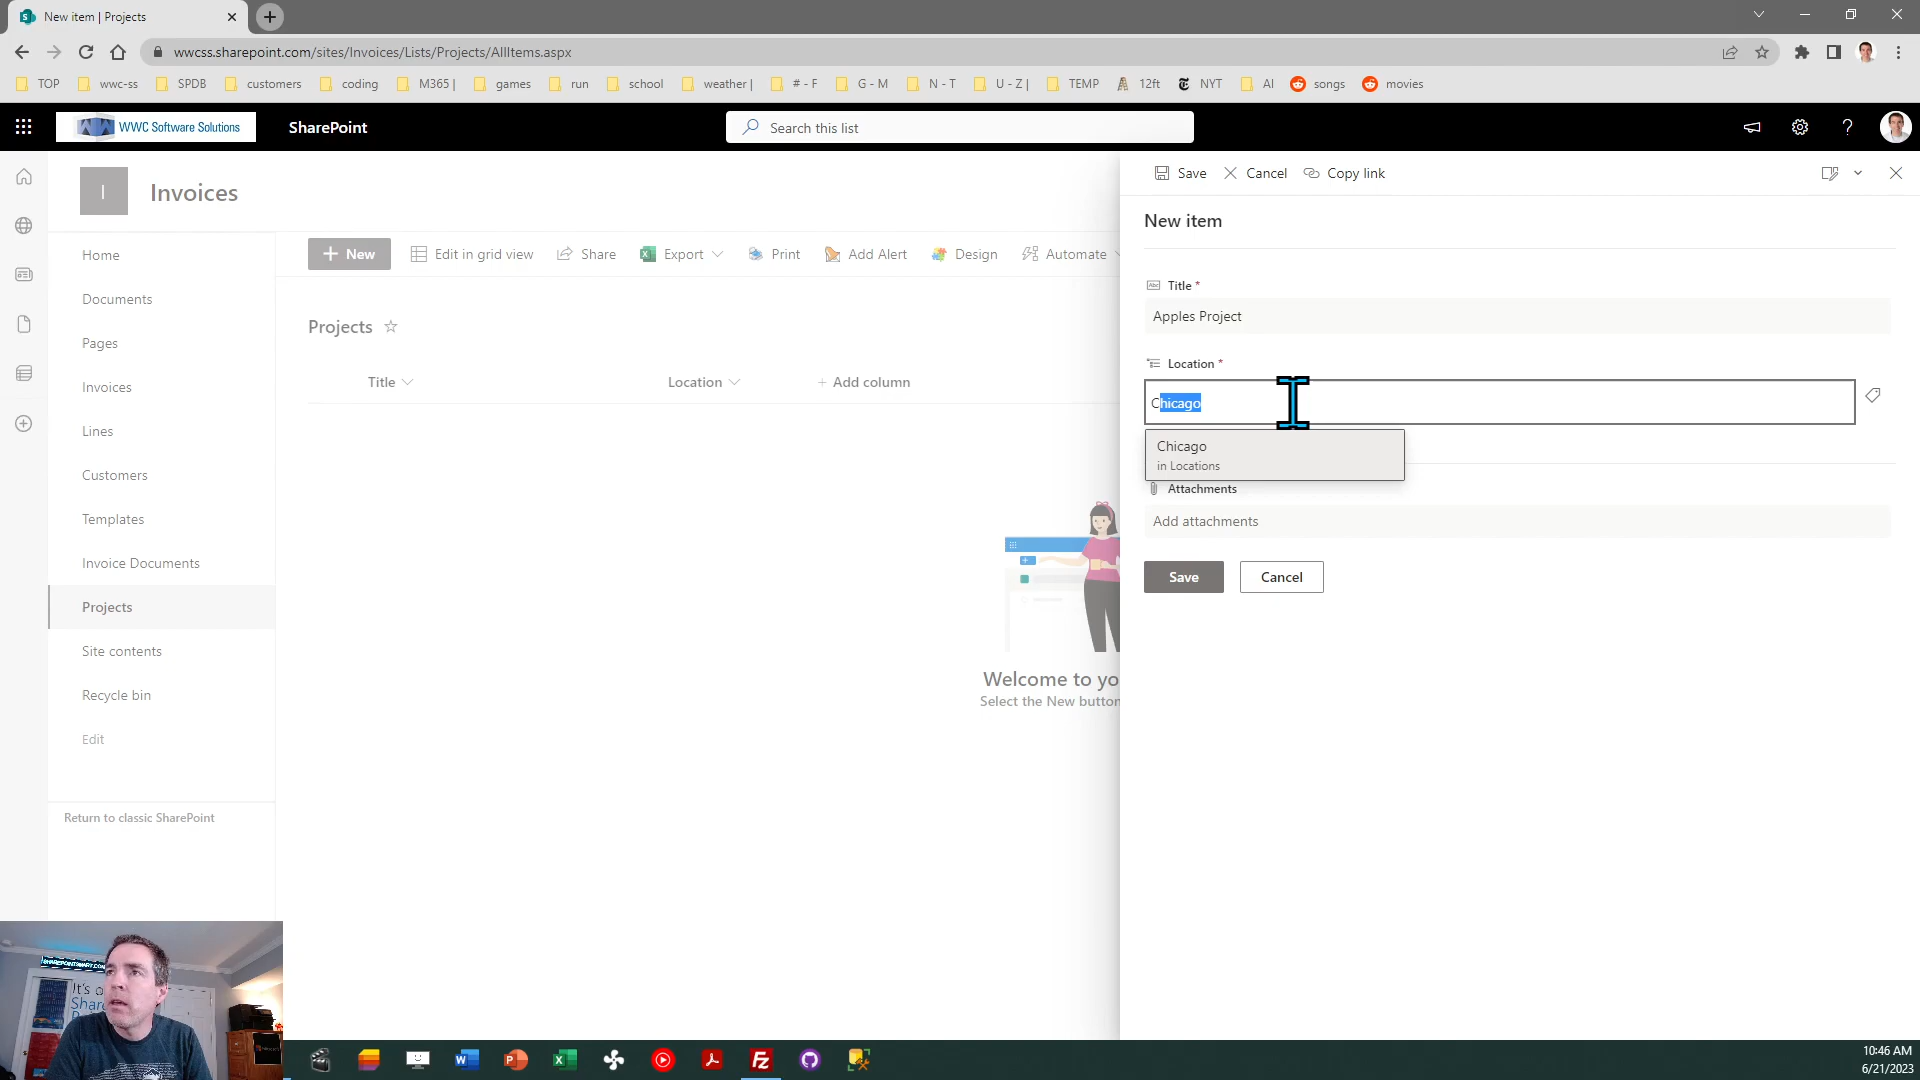 New item | Projects
wwcss.sharepoint.com/sites/Invoices/Lists/Projects/AllItems.aspx
TOP wwc-ss SPDB customers coding M365 | games run school weather | # - F G - M N - T U - Z | TEMP 12ft NYT AI songs movies
WWC Software Solutions SharePoint Search this list
I Invoices
Save Cancel Copy link
New item
Home
Documents
Pages
Invoices
Lines
Customers
Templates
Invoice Documents
Projects
Site contents
Recycle bin
Edit
Return to classic SharePoint
New Edit in grid view Share Export Print Add Alert Design Automate
Projects
Title Location + Add column
Welcome to yo
Select the New button
Abc Title *
Apples Project
Location *
Chicago
Chicago
in Locations
Attachments
Add attachments
Save Cancel
SHAREPOINTSMARY.COM
It's
Shar
10:46 AM
6/21/2023